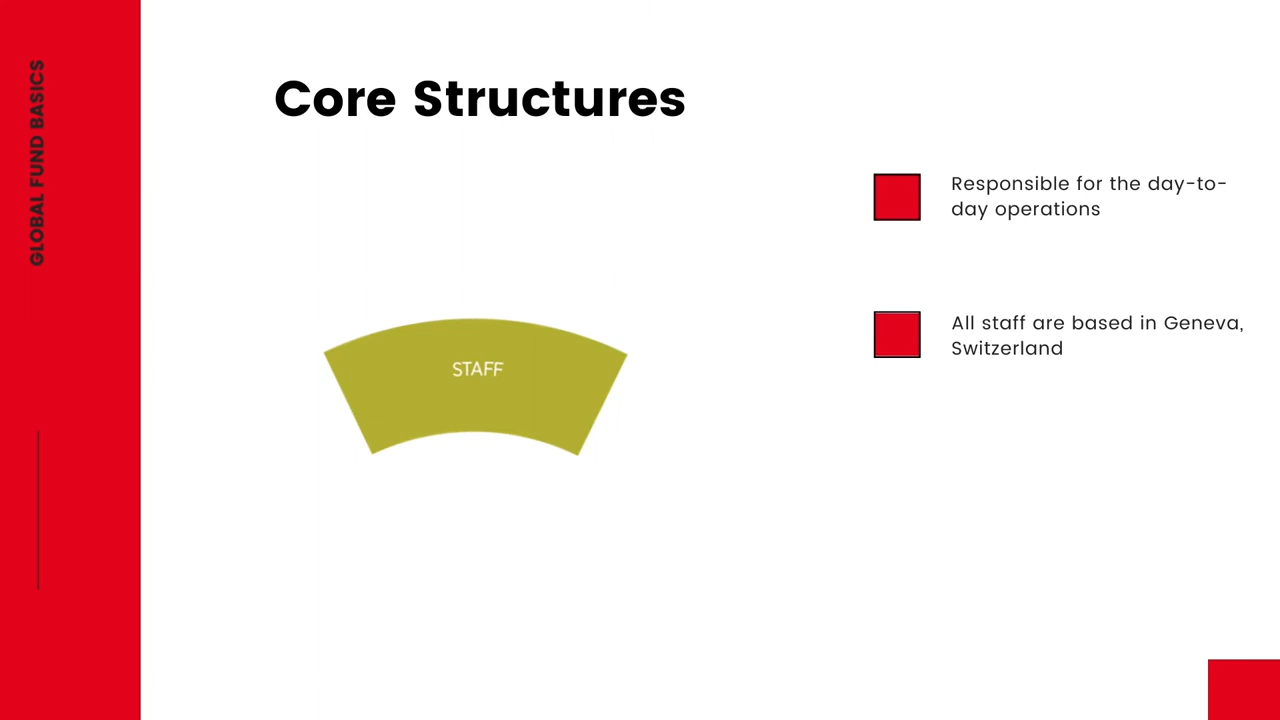 GLOBAL FUND BASICS
Core Structures
Responsible for the day-to-
day operations
All staff are based in Geneva,
Switzerland
STAFF